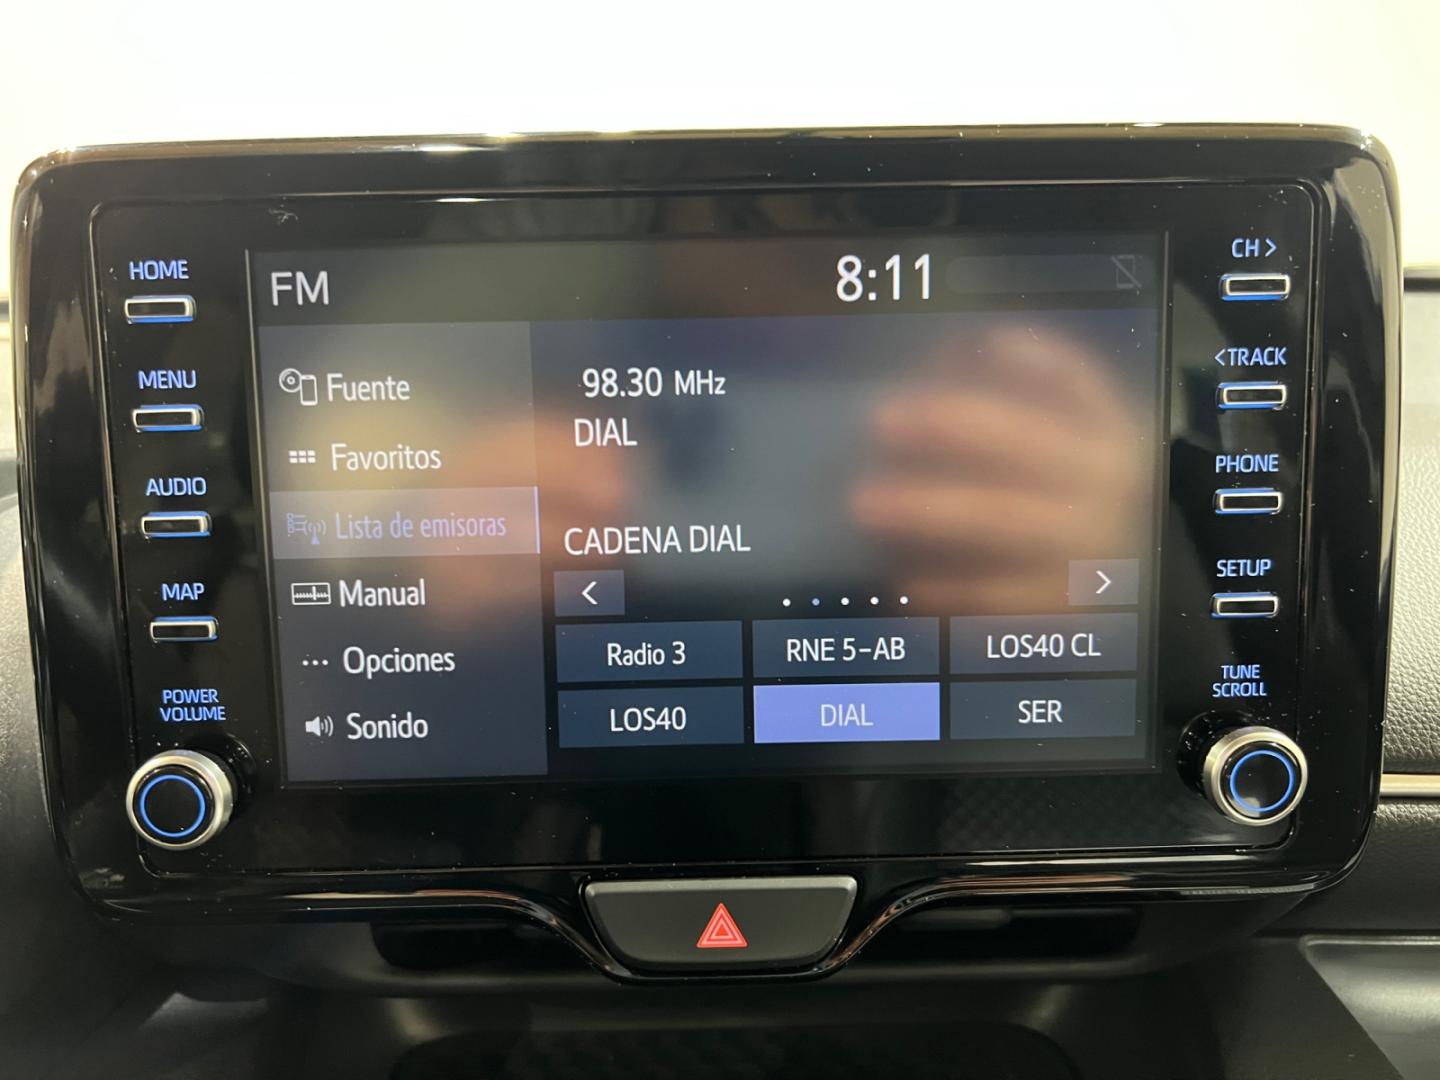 HOME
MENU
AUDIO
MAP
POWER
VOLUME
FM
8:11
Fuente
Favoritos
Lista de emisoras
Manual
Opciones
Sonido
98.30 MHz
DIAL
CADENA DIAL
< >
Radio 3 RNE 5-AB LOS40 CL
LOS40 DIAL SER
CH>
<TRACK
PHONE
SETUP
TUNE
SCROLL